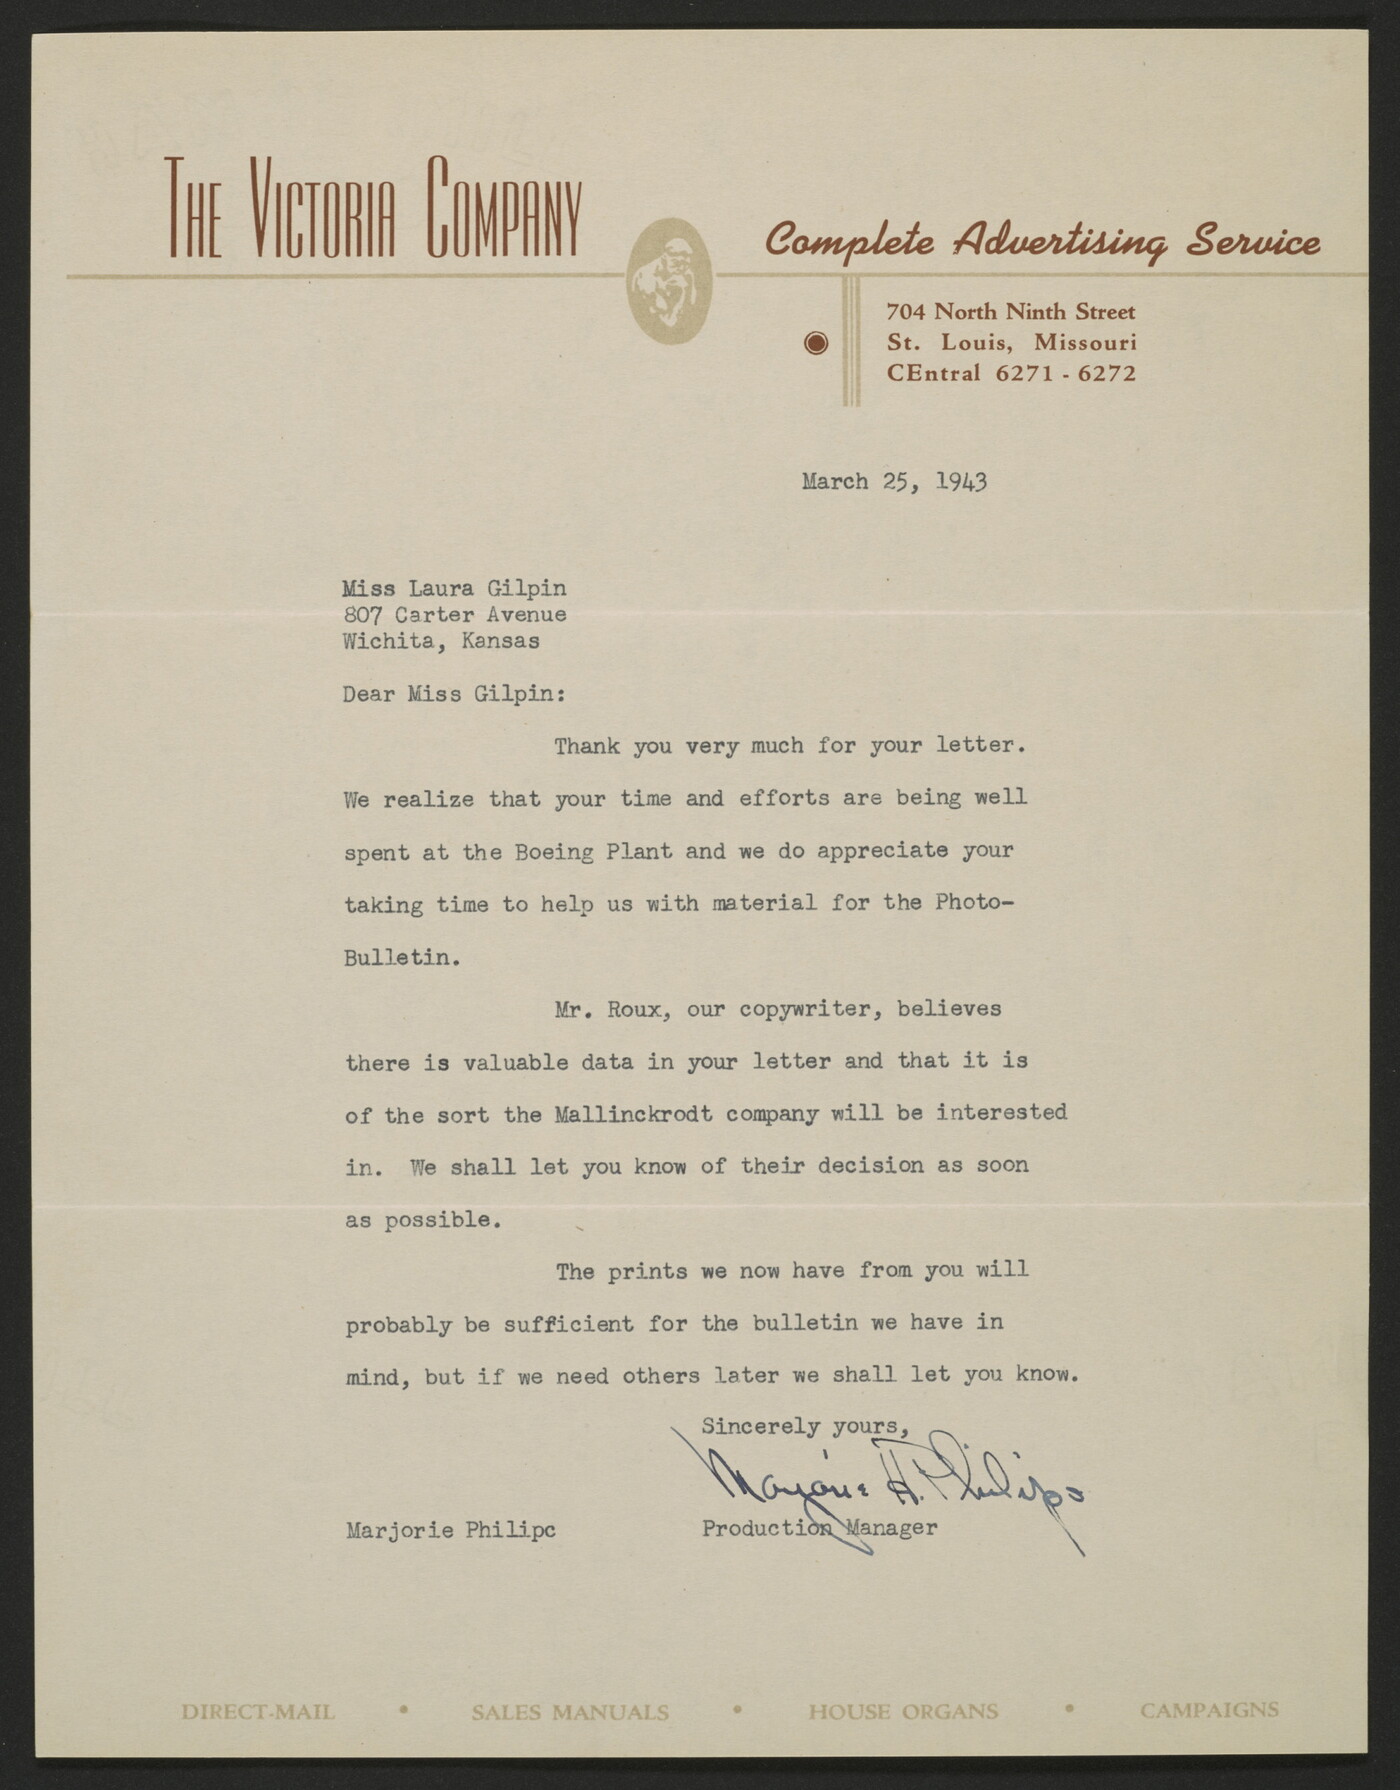 THE VICTORIA COMPANY
Complete Advertising Service
704 North Ninth Street
St. Louis, Missouri
CEntral 6271 - 6272
March 25, 1943
Miss Laura Gilpin
807 Carter Avenue
Wichita, Kansas
Dear Miss Gilpin:
Thank you very much for your letter.
We realize that your time and efforts are being well
spent at the Boeing Plant and we do appreciate your
taking time to help us with material for the Photo-
Bulletin.
Mr. Roux, our copywriter, believes
there is valuable data in your letter and that it is
of the sort the Mallinckrodt company will be interested
in. We shall let you know of their decision as soon
as possible.
The prints we now have from you will
probably be sufficient for the bulletin we have in
mind, but if we need others later we shall let you know.
Sincerely yours,
Marjorie H. Philips
Marjorie Philipc
Production Manager
DIRECT-MAIL • SALES MANUALS • HOUSE ORGANS • CAMPAIGNS